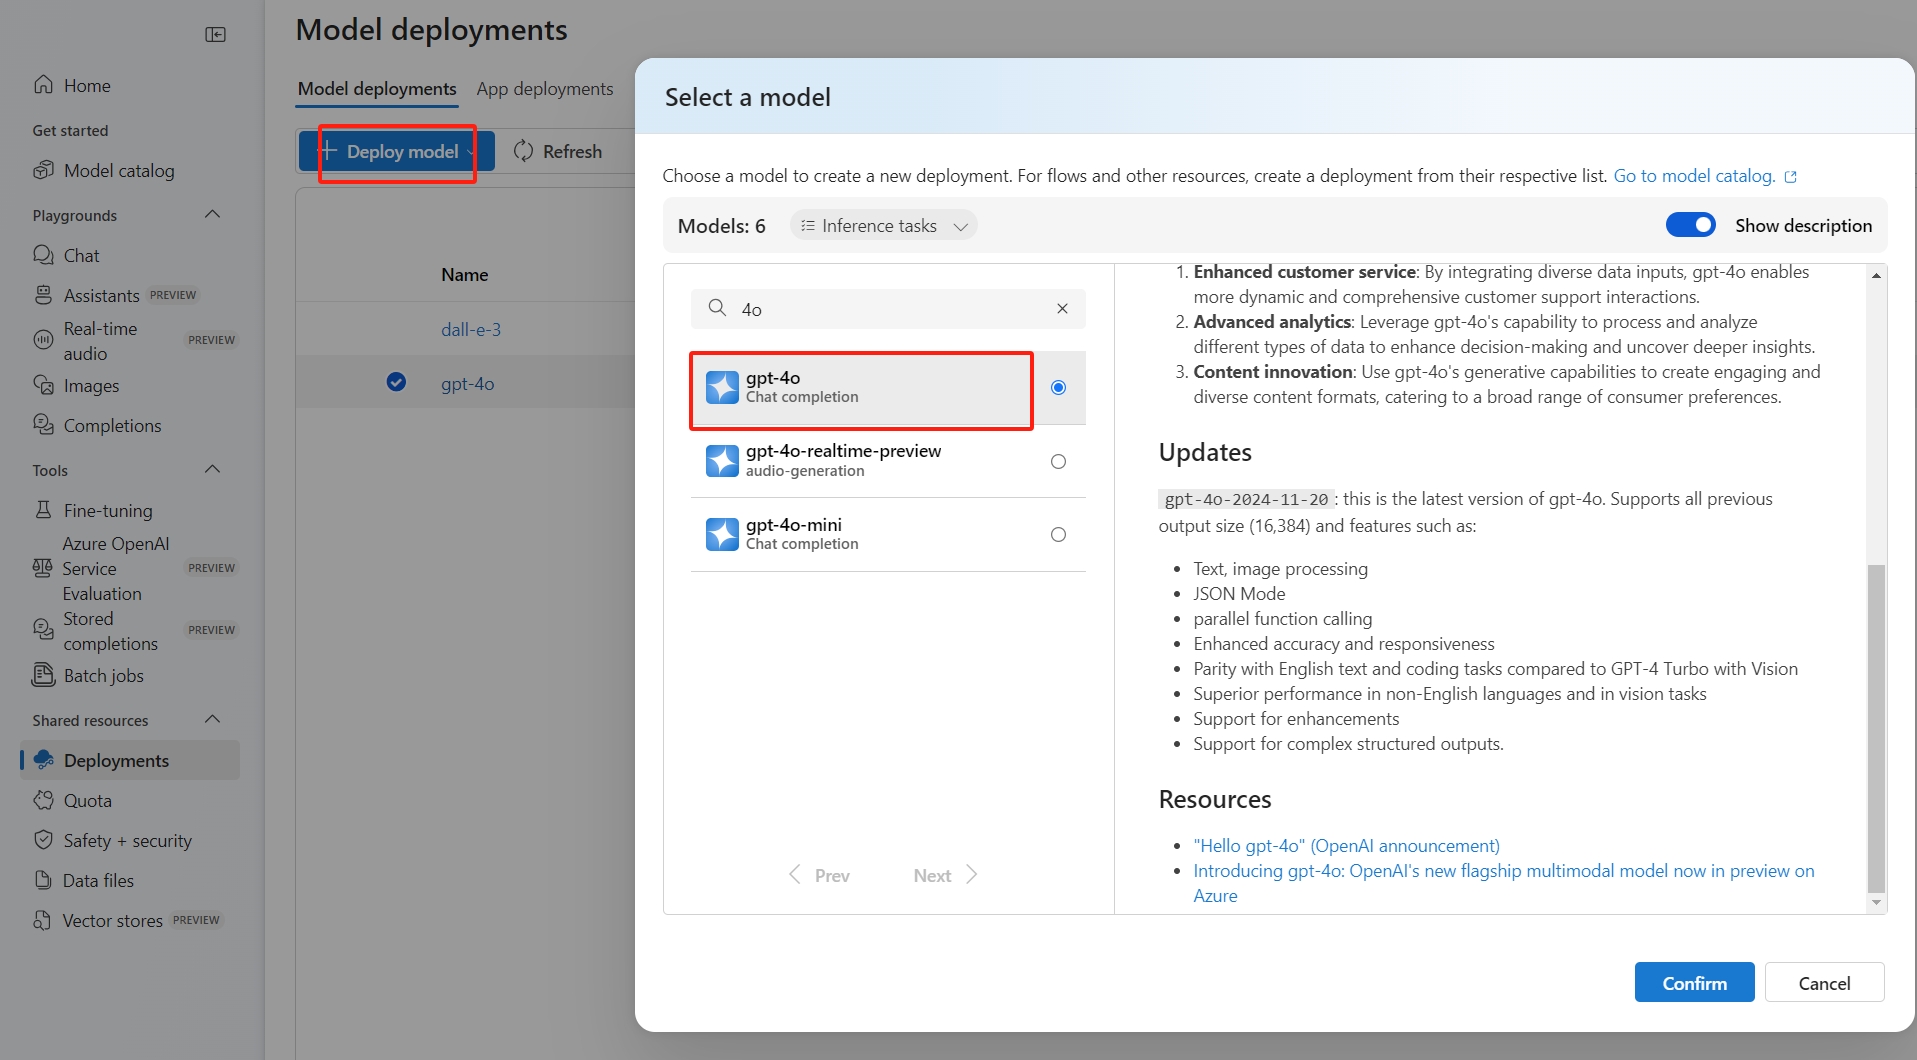 Model deployments
Home
Get started
Model catalog
Playgrounds
Chat
Assistants PREVIEW
Real-time
audio
PREVIEW
Images
Completions
Tools
Fine-tuning
Azure OpenAI
Service
Evaluation
PREVIEW
Stored
completions
PREVIEW
Batch jobs
Shared resources
Deployments
Quota
Safety + security
Data files
Vector stores PREVIEW
Model deployments App deployments
Deploy model Refresh
Name
dall-e-3
gpt-4o
Select a model
Choose a model to create a new deployment. For flows and other resources, create a deployment from their respective list. Go to model catalog.
Models: 6 Inference tasks Show description
4o
gpt-4o
Chat completion
gpt-4o-realtime-preview
audio-generation
gpt-4o-mini
Chat completion
Prev Next
1. Enhanced customer service: By integrating diverse data inputs, gpt-4o enables
more dynamic and comprehensive customer support interactions.
2. Advanced analytics: Leverage gpt-4o's capability to process and analyze
different types of data to enhance decision-making and uncover deeper insights.
3. Content innovation: Use gpt-4o's generative capabilities to create engaging and
diverse content formats, catering to a broad range of consumer preferences.
Updates
gpt-4o-2024-11-20: this is the latest version of gpt-4o. Supports all previous
output size (16,384) and features such as:
• Text, image processing
• JSON Mode
• parallel function calling
• Enhanced accuracy and responsiveness
• Parity with English text and coding tasks compared to GPT-4 Turbo with Vision
• Superior performance in non-English languages and in vision tasks
• Support for enhancements
• Support for complex structured outputs.
Resources
• "Hello gpt-4o" (OpenAI announcement)
• Introducing gpt-4o: OpenAI's new flagship multimodal model now in preview on
Azure
Confirm Cancel